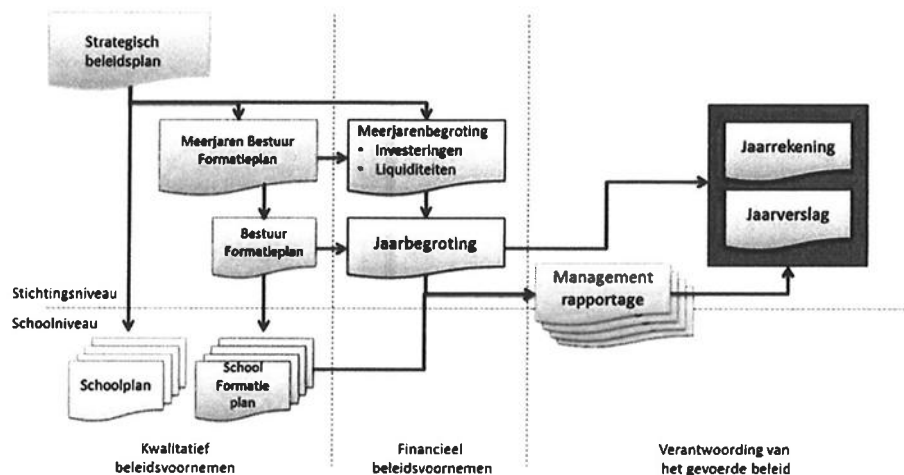 Strategisch
beleidsplan
Meerjaren Bestuur
Formatieplan
Meerjarenbegroting
• Investeringen
• Liquiditeiten
Jaarrekening
Jaarverslag
Bestuur
Formatieplan
Jaarbegroting
Management
rapportage
Stichtingsniveau
Schoolniveau
Schoolplan
School
Formatie
plan
Kwalitatief
beleidsvoornemen
Financieel
beleidsvoornemen
Verantwoording van
het gevoerde beleid